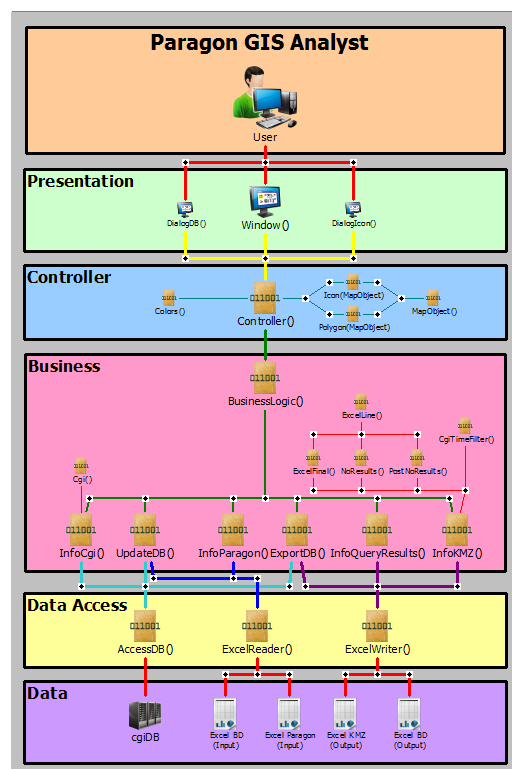 Paragon GIS Analyst
User
Presentation
DialogDB()
Window()
DialogIcon()
Controller
011001
011001
011001
011001
011001
Colors()
Controller()
Icon(MapObject)
Polygon(MapObject)
MapObject()
Business
011001
BusinessLogic()
011001
ExcelLine()
011001
CgiTimeFilter()
011001
Cgi()
011001
ExcelFinal()
011001
NoResults()
011001
PostNoResults()
011001
011001
011001
011001
011001
011001
InfoCgi()
UpdateDB()
InfoParagon()
ExportDB()
InfoQueryResults()
InfoKMZ()
Data Access
011001
011001
011001
AccessDB()
ExcelReader()
ExcelWriter()
Data
cgiDB
Excel BD
(Input)
Excel Paragon
(Input)
Excel KMZ
(Output)
Excel BD
(Output)